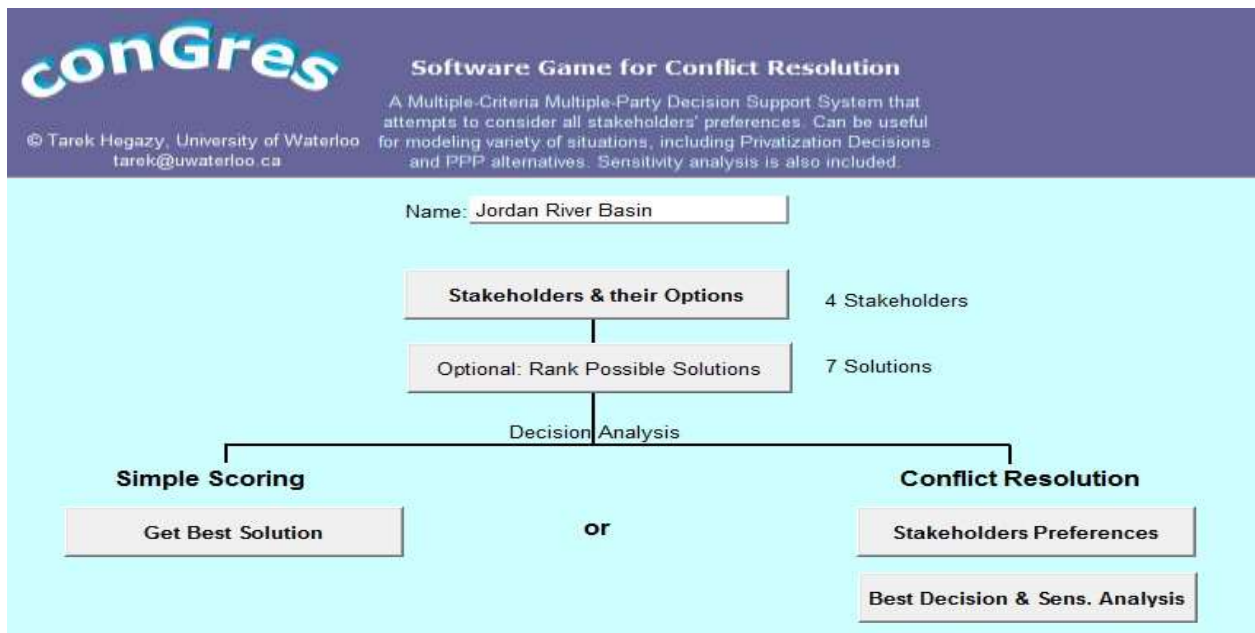 conGres
Software Game for Conflict Resolution
A Multiple-Criteria Multiple-Party Decision Support System that
attempts to consider all stakeholders' preferences. Can be useful
for modeling variety of situations, including Privatization Decisions
and PPP alternatives. Sensitivity analysis is also included.
© Tarek Hegazy, University of Waterloo
tarek@uwaterloo.ca
Name: Jordan River Basin
Stakeholders & their Options
4 Stakeholders
Optional: Rank Possible Solutions
7 Solutions
Decision Analysis
Simple Scoring
Get Best Solution
or
Conflict Resolution
Stakeholders Preferences
Best Decision & Sens. Analysis